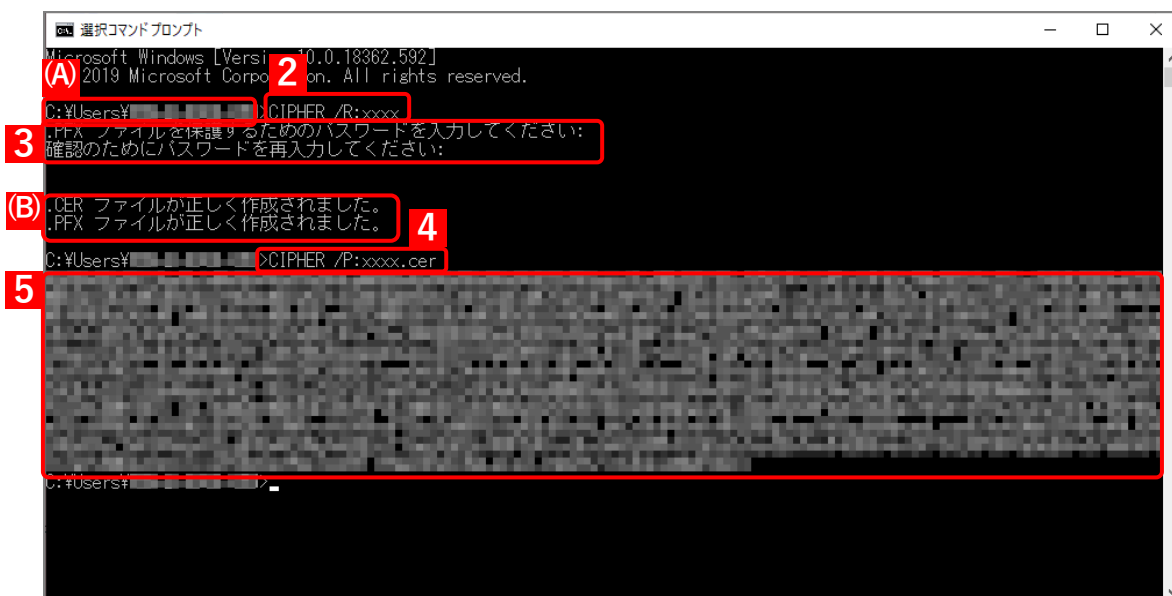 選択コマンド プロンプト
Microsoft Windows [Versi 10.0.18362.592]
(A) 2019 Microsoft Corpo on. All rights reserved.
2
C:¥Users¥ >CIPHER /R:xxxx
3 .PFX ファイルを保護するためのパスワードを入力してください:
確認のためにパスワードを再入力してください:
(B) .CER ファイルが正しく作成されました。
.PFX ファイルが正しく作成されました。
4
C:¥Users¥ >CIPHER /P:xxxx.cer
5
C:¥Users¥ >